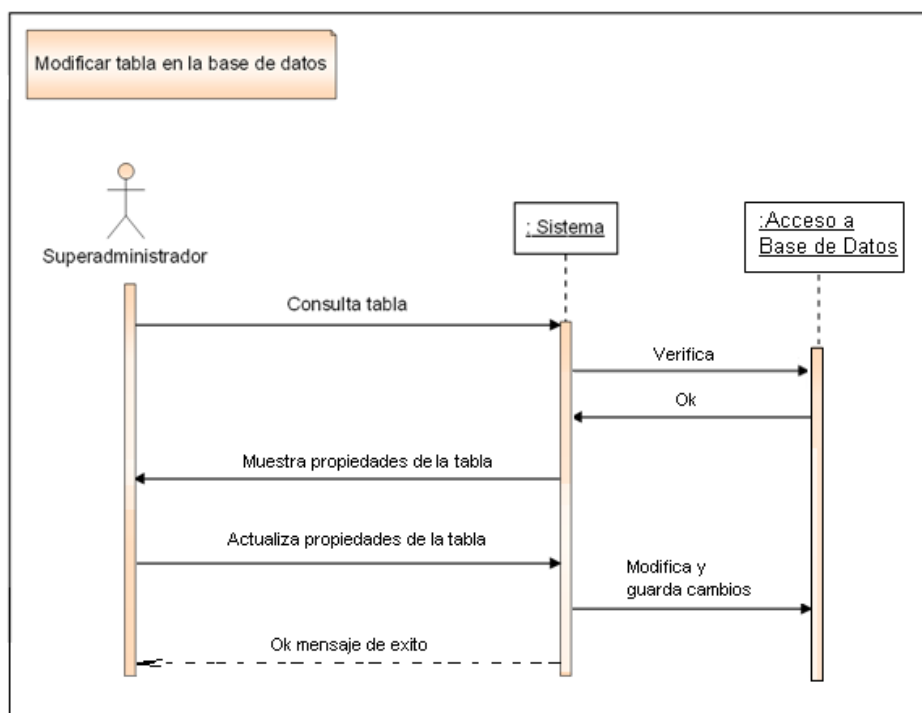 Modificar tabla en la base de datos
Superadministrador
: Sistema
:Acceso a
Base de Datos
Consulta tabla
Verifica
Ok
Muestra propiedades de la tabla
Actualiza propiedades de la tabla
Modifica y
guarda cambios
Ok mensaje de exito